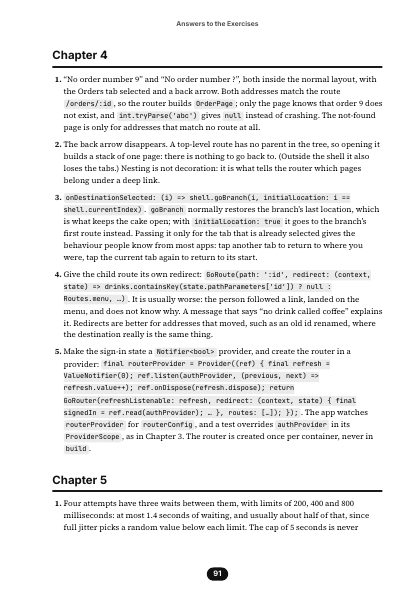 Answers to the Exercises
Chapter 4
1. “No order number 9” and “No order number ?”, both inside the normal layout, with
the Orders tab selected and a back arrow. Both addresses match the route
/orders/:id, so the router builds OrderPage; only the page knows that order 9 does
not exist, and int.tryParse('abc') gives null instead of crashing. The not-found
page is only for addresses that match no route at all.
2. The back arrow disappears. A top-level route has no parent in the tree, so opening it
builds a stack of one page: there is nothing to go back to. (Outside the shell it also
loses the tabs.) Nesting is not decoration: it is what tells the router which pages
belong under a deep link.
3. onDestinationSelected: (i) => shell.goBranch(i, initialLocation: i ==
shell.currentIndex). goBranch normally restores the branch’s last location, which
is what keeps the cake open; with initialLocation: true it goes to the branch’s
first route instead. Passing it only for the tab that is already selected gives the
behaviour people know from most apps: tap another tab to return to where you
were, tap the current tab again to return to its start.
4. Give the child route its own redirect: GoRoute(path: ':id', redirect: (context,
state) => drinks.containsKey(state.pathParameters['id']) ? null :
Routes.menu, …). It is usually worse: the person followed a link, landed on the
menu, and does not know why. A message that says “no drink called coffee” explains
it. Redirects are better for addresses that moved, such as an old id renamed, where
the destination really is the same thing.
5. Make the sign-in state a Notifier<bool> provider, and create the router in a
provider: final routerProvider = Provider((ref) { final refresh =
ValueNotifier(0); ref.listen(authProvider, (previous, next) =>
refresh.value++); ref.onDispose(refresh.dispose); return
GoRouter(refreshListenable: refresh, redirect: (context, state) { final
signedIn = ref.read(authProvider); … }, routes: […]); });. The app watches
routerProvider for routerConfig, and a test overrides authProvider in its
ProviderScope, as in Chapter 3. The router is created once per container, never in
build.
Chapter 5
1. Four attempts have three waits between them, with limits of 200, 400 and 800
milliseconds: at most 1.4 seconds of waiting, and usually about half of that, since
full jitter picks a random value below each limit. The cap of 5 seconds is never
91